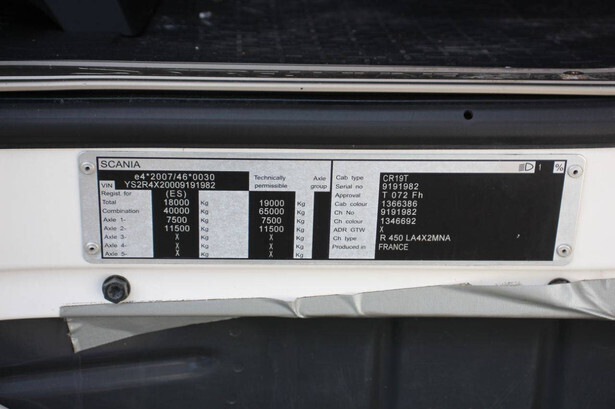 SCANIA
1 %
e4*2007/46*0030
VIN YS2R4X20009191982
Technically permissible Axle group
Regist. for (ES)
Total 18000 Kg 19000 Kg
Combination 40000 Kg 65000 Kg
Axle 1- 7500 Kg 7500 Kg
Axle 2- 11500 Kg 11500 Kg
Axle 3- X Kg X Kg
Axle 4- X Kg X Kg
Axle 5- X Kg X Kg
Cab type CR19T
Serial no 9191982
Approval T 072 Fh
Cab colour 1366386
Ch No 9191982
Ch colour 1346692
ADR GTW X
Ch type R 450 LA4X2MNA
Produced in FRANCE